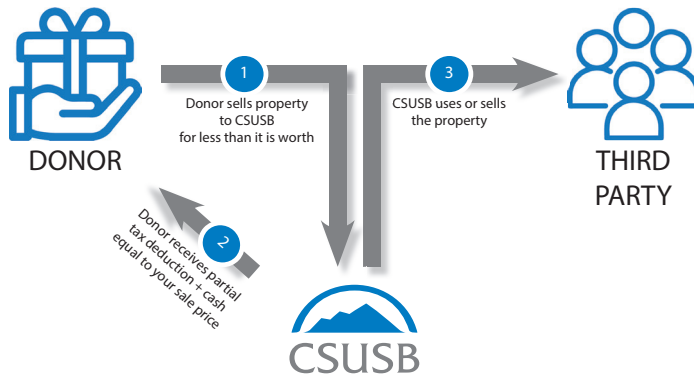 1
Donor sells property
to CSUSB
for less than it is worth
3
CSUSB uses or sells
the property
DONOR
THIRD
PARTY
2
Donor receives partial
tax deduction + cash
equal to your sale price
CSUSB